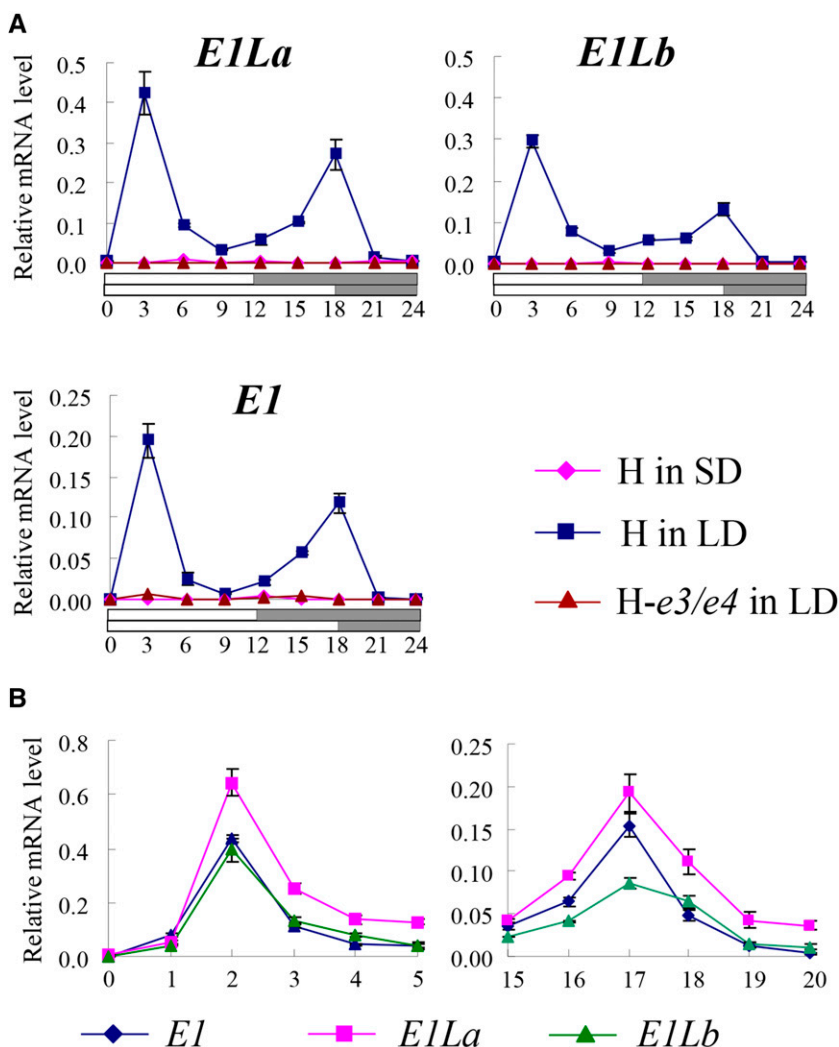 A
E1La
E1Lb
Relative mRNA level
0.5
0.4
0.3
0.2
0.1
0.0
0 3 6 9 12 15 18 21 24
0.5
0.4
0.3
0.2
0.1
0.0
0 3 6 9 12 15 18 21 24
E1
Relative mRNA level
0.25
0.20
0.15
0.10
0.05
0.00
0 3 6 9 12 15 18 21 24
H in SD
H in LD
H-e3/e4 in LD
B
Relative mRNA level
0.8
0.6
0.4
0.2
0.0
0 1 2 3 4 5
0.25
0.20
0.15
0.10
0.05
0.00
15 16 17 18 19 20
E1 E1La E1Lb